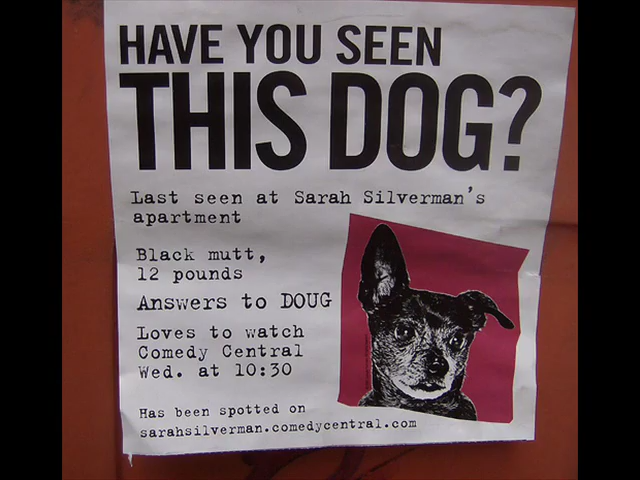 HAVE YOU SEEN
THIS DOG?
Last seen at Sarah Silverman's
apartment
Black mutt,
12 pounds
Answers to DOUG
Loves to watch
Comedy Central
Wed. at 10:30
Has been spotted on
sarahsilverman.comedycentral.com